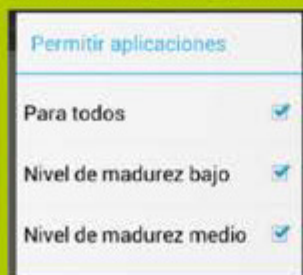 Permitir aplicaciones
Para todos
Nivel de madurez bajo
Nivel de madurez medio